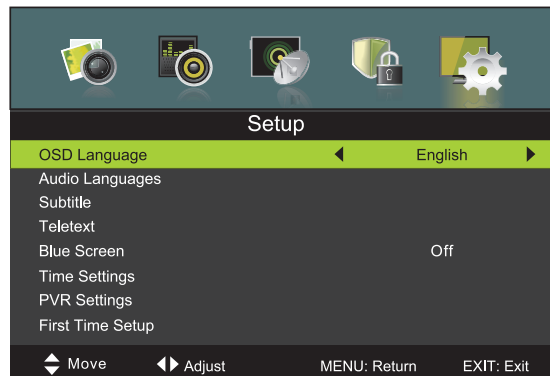 Setup
OSD Language English
Audio Languages
Subtitle
Teletext
Blue Screen Off
Time Settings
PVR Settings
First Time Setup
Move Adjust MENU: Return EXIT: Exit